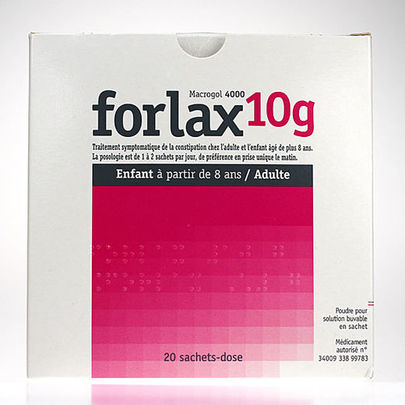 Macrogol 4000
forlax 10g
Traitement symptomatique de la constipation chez l'adulte et l'enfant âgé de plus 8 ans.
La posologie est de 1 à 2 sachets par jour, de préférence en prise unique le matin.
Enfant à partir de 8 ans / Adulte
20 sachets-dose
Poudre pour
solution buvable
en sachet
Médicament
autorisé n°
34009 338 99783